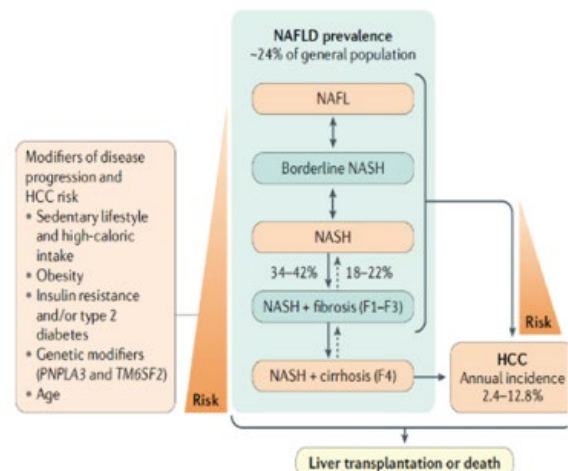 NAFLD prevalence
~24% of general population
NAFL
Borderline NASH
NASH
34–42%
18–22%
NASH + fibrosis (F1–F3)
NASH + cirrhosis (F4)
Modifiers of disease
progression and
HCC risk
• Sedentary lifestyle
and high-caloric
intake
• Obesity
• Insulin resistance
and/or type 2
diabetes
• Genetic modifiers
(PNPLA3 and TM6SF2)
• Age
Risk
Risk
HCC
Annual incidence
2.4–12.8%
Liver transplantation or death